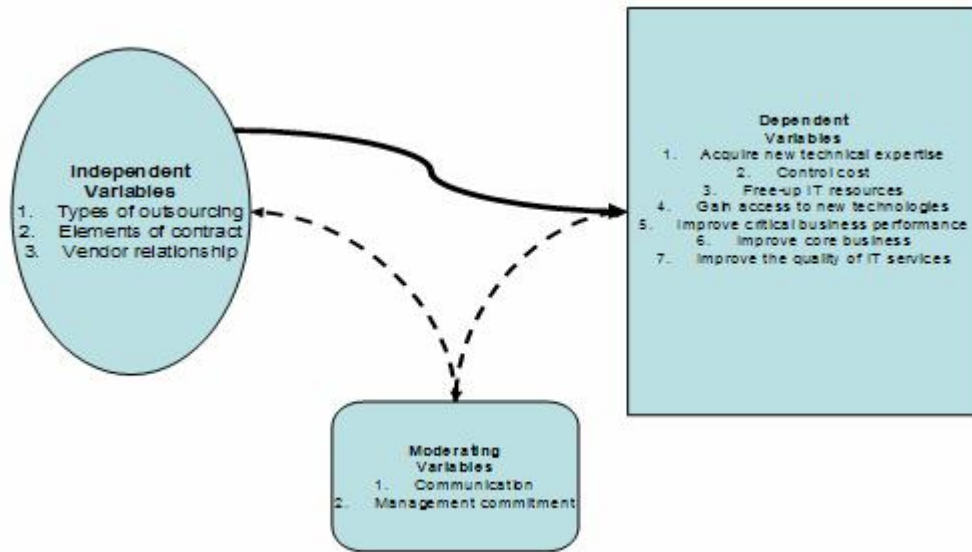 Independent
Variables
1. Types of outsourcing
2. Elements of contract
3. Vendor relationship
Dependent
Variables
1. Acquire new technical expertise
2. Control cost
3. Free-up IT resources
4. Gain access to new technologies
5. Improve critical business performance
6. Improve core business
7. Improve the quality of IT services
Moderating
Variables
1. Communication
2. Management commitment